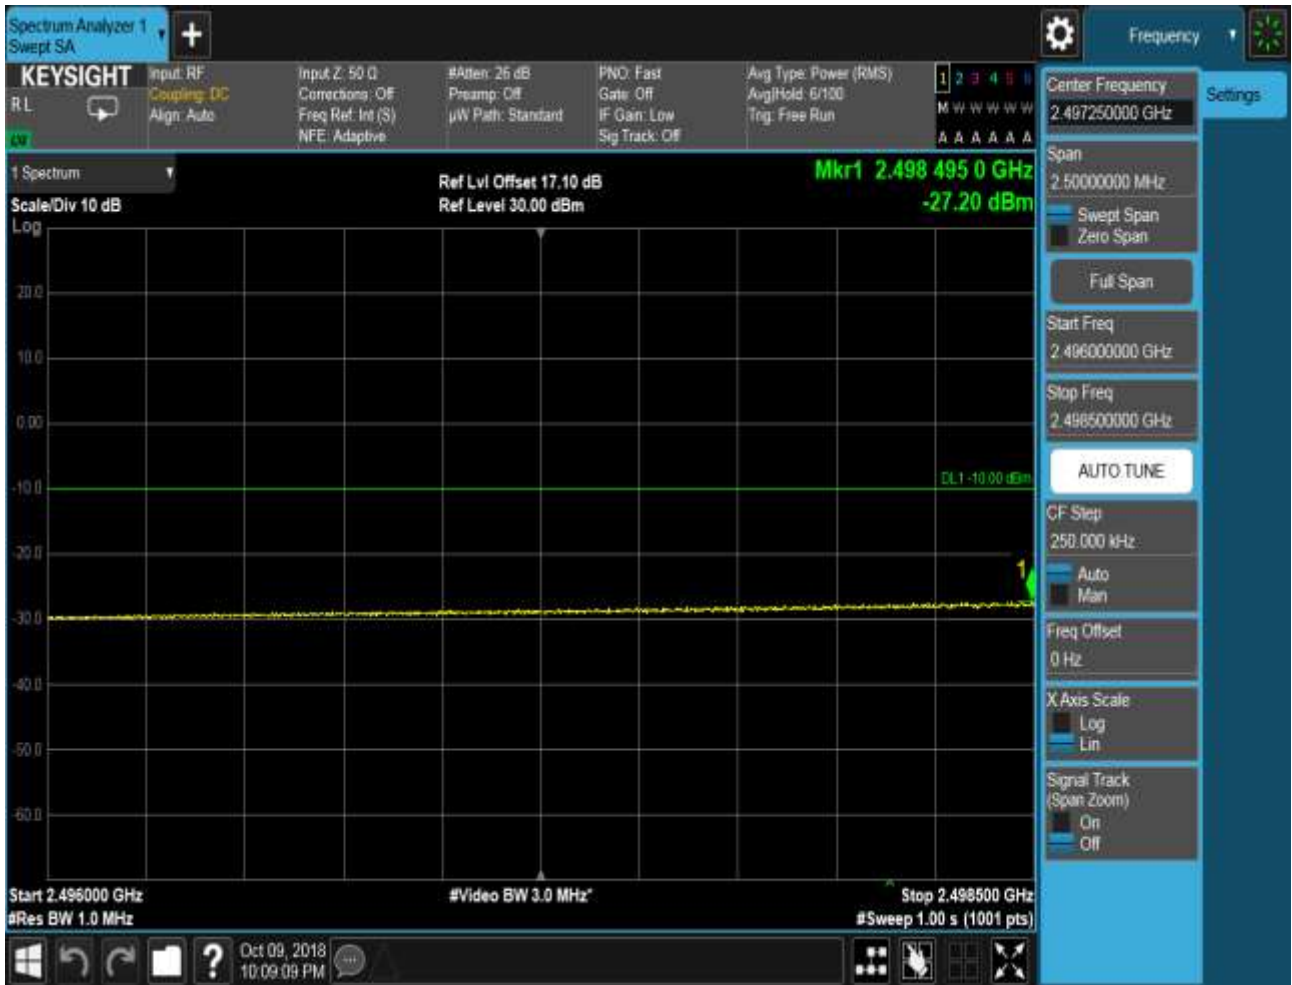 Spectrum Analyzer 1
Swept SA
+
Frequency
KEYSIGHT
R L
Input: RF
Coupling: DC
Align: Auto
Input Z: 50 Ω
Corrections: Off
Freq Ref: Int (S)
NFE: Adaptive
#Atten: 26 dB
Preamp: Off
µW Path: Standard
PNO: Fast
Gate: Off
IF Gain: Low
Sig Track: Off
Avg Type: Power (RMS)
Avg|Hold: 6/100
Trig: Free Run
1 2 3 4 5 6
M W W W W W
A A A A A A
1 Spectrum
Scale/Div 10 dB
Log
Ref Lvl Offset 17.10 dB
Ref Level 30.00 dBm
Mkr1 2.498 495 0 GHz
-27.20 dBm
20.0
10.0
0.00
-10.0
-20.0
-30.0
-40.0
-50.0
-60.0
DL1 -10.00 dBm
1
Start 2.496000 GHz
#Res BW 1.0 MHz
#Video BW 3.0 MHz*
Stop 2.498500 GHz
#Sweep 1.00 s (1001 pts)
?
Oct 09, 2018
10:09:09 PM
Center Frequency
2.497250000 GHz
Settings
Span
2.50000000 MHz
Swept Span
Zero Span
Full Span
Start Freq
2.496000000 GHz
Stop Freq
2.498500000 GHz
AUTO TUNE
CF Step
250.000 kHz
Auto
Man
Freq Offset
0 Hz
X Axis Scale
Log
Lin
Signal Track
(Span Zoom)
On
Off